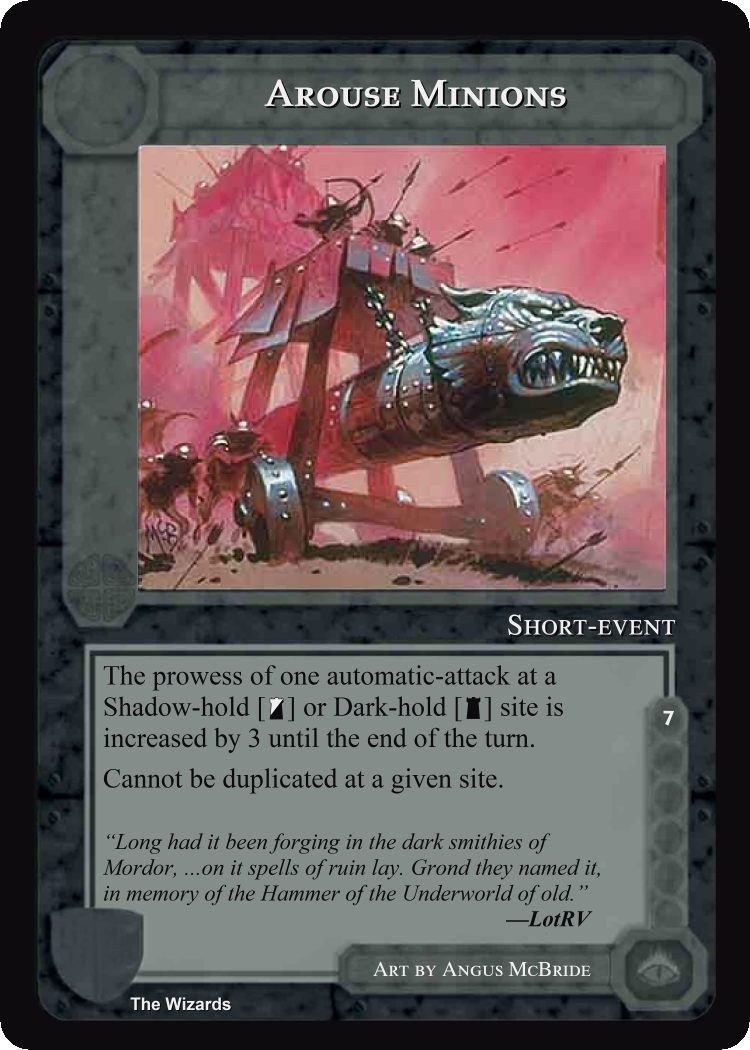 AROUSE MINIONS
McB
SHORT-EVENT
The prowess of one automatic-attack at a
Shadow-hold [ ] or Dark-hold [ ] site is
increased by 3 until the end of the turn.
Cannot be duplicated at a given site.
7
“Long had it been forging in the dark smithies of
Mordor, ...on it spells of ruin lay. Grond they named it,
in memory of the Hammer of the Underworld of old.”
—LotRV
ART BY ANGUS MCBRIDE
The Wizards